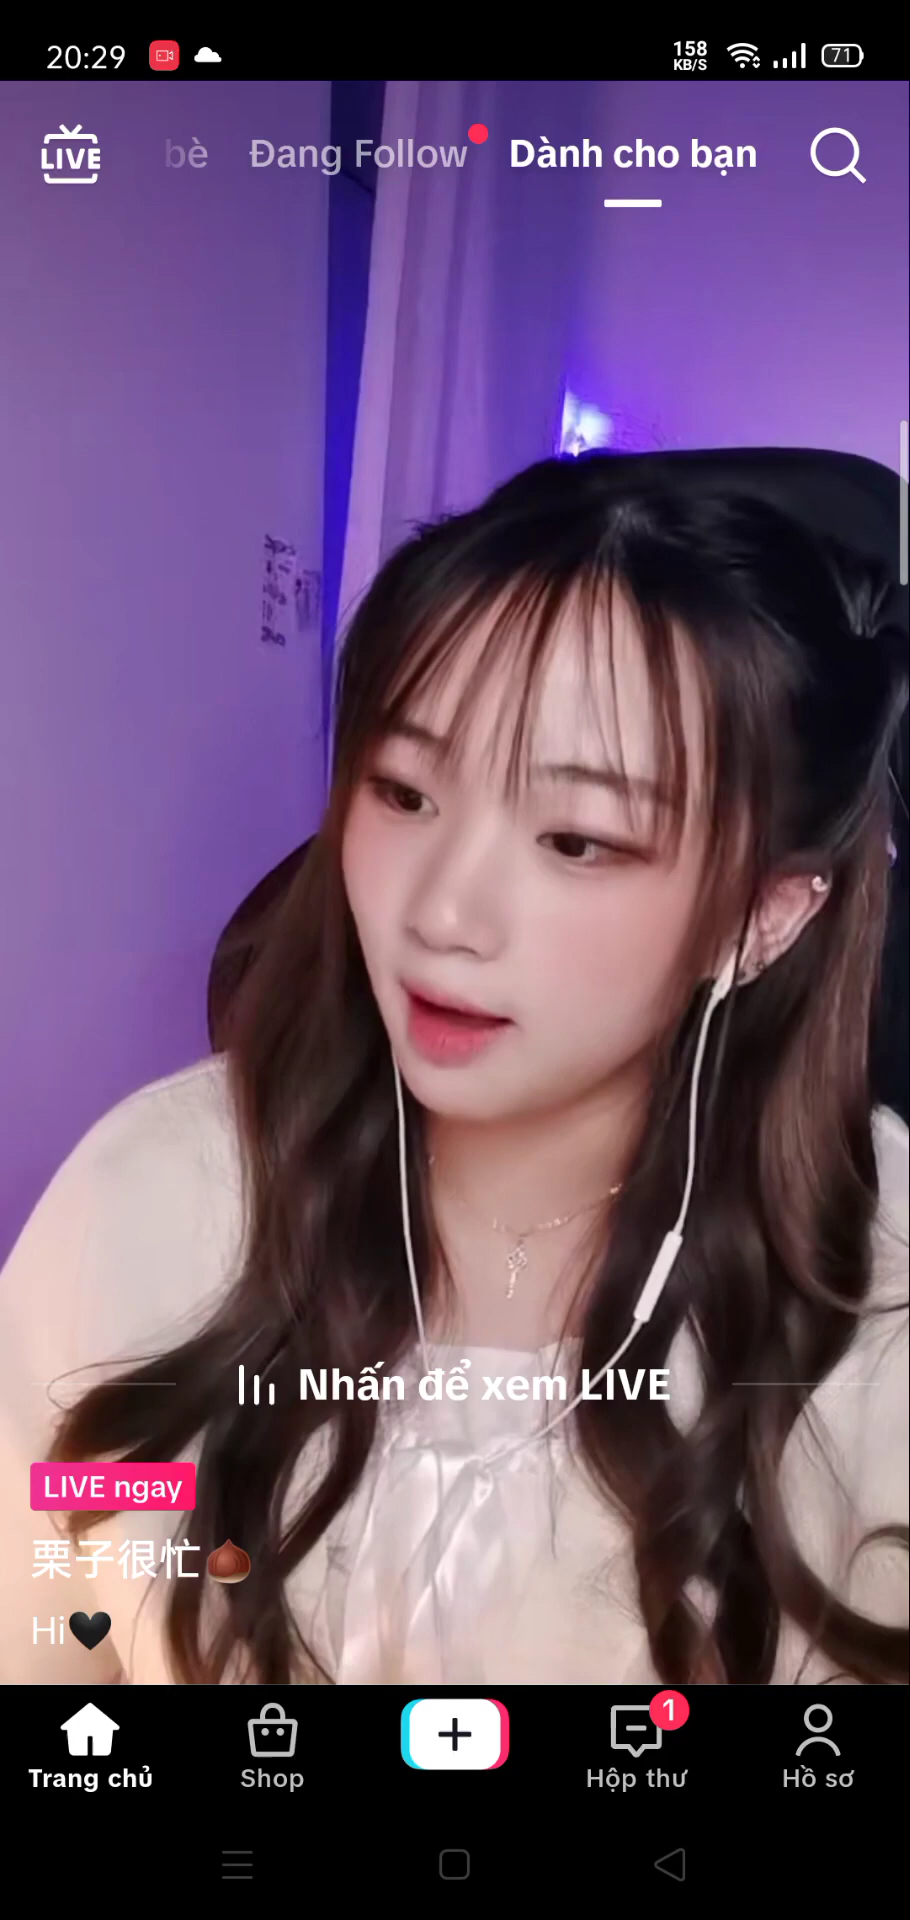 20:29
158
KB/S
71
LIVE
bè
Đang Follow
Dành cho bạn
Nhấn để xem LIVE
LIVE ngay
栗子很忙🌰
Hi🖤
1
Trang chủ
Shop
Hộp thư
Hồ sơ